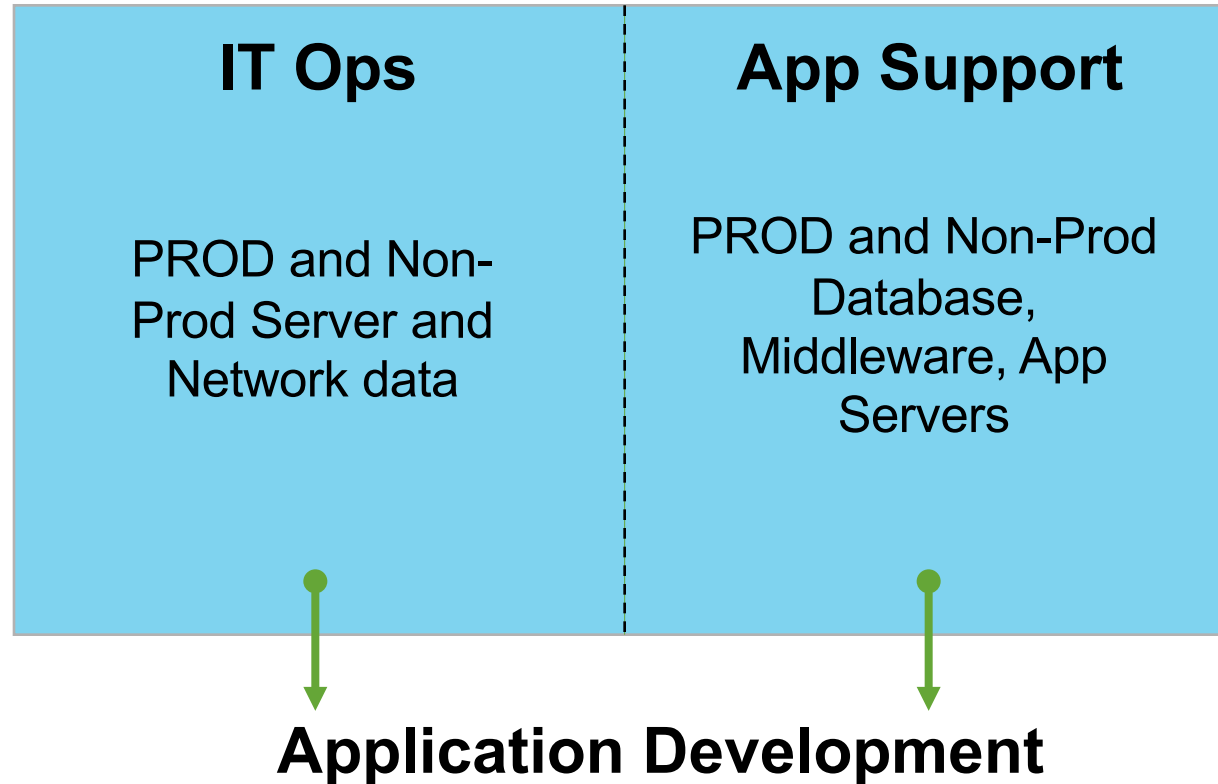 IT Ops
PROD and Non-
Prod Server and
Network data
App Support
PROD and Non-Prod
Database,
Middleware, App
Servers
Application Development